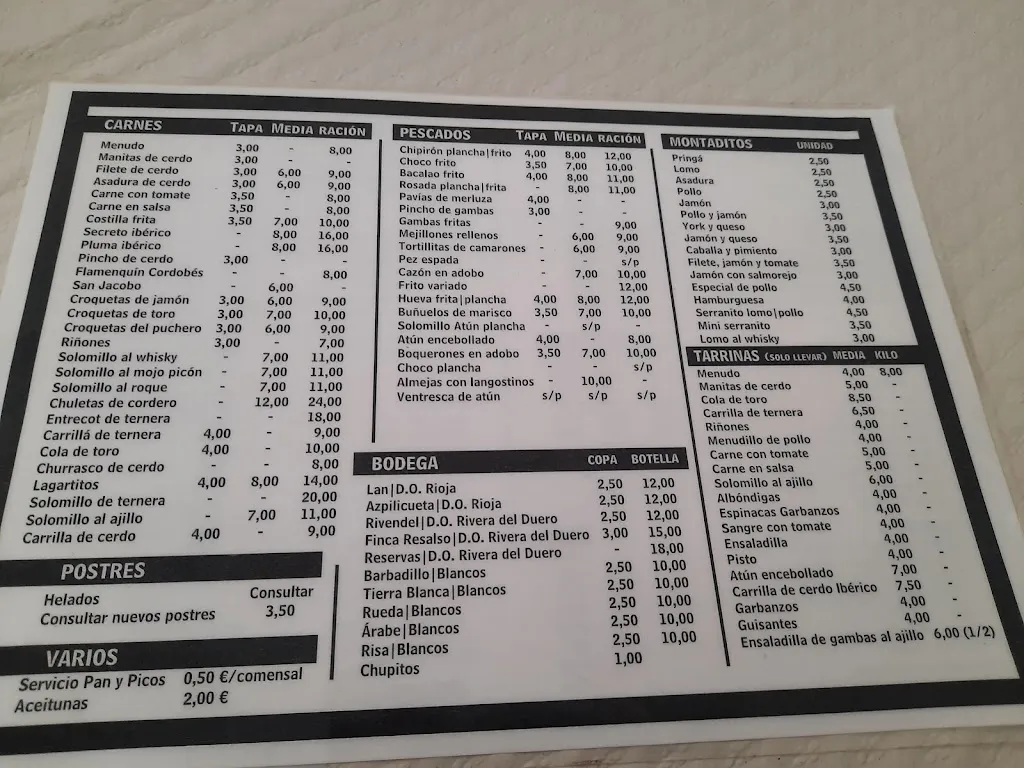 CARNES TAPA MEDIA RACIÓN
Menudo 3,00 - 8,00
Manitas de cerdo 3,00 - -
Filete de cerdo 3,00 6,00 9,00
Asadura de cerdo 3,00 6,00 9,00
Carne con tomate 3,50 - 8,00
Carne en salsa 3,50 - 8,00
Costilla frita 3,50 7,00 10,00
Secreto ibérico - 8,00 16,00
Pluma ibérico - 8,00 16,00
Pincho de cerdo 3,00 - -
Flamenquín Cordobés - - 8,00
San Jacobo - 6,00 -
Croquetas de jamón 3,00 6,00 9,00
Croquetas de toro 3,00 7,00 10,00
Croquetas del puchero 3,00 6,00 9,00
Riñones 3,00 - 7,00
Solomillo al whisky - 7,00 11,00
Solomillo al mojo picón - 7,00 11,00
Solomillo al roque - 7,00 11,00
Chuletas de cordero - 12,00 24,00
Entrecot de ternera - - 18,00
Carrillá de ternera 4,00 - 9,00
Cola de toro 4,00 - 10,00
Churrasco de cerdo - - 8,00
Lagartitos 4,00 8,00 14,00
Solomillo de ternera - - 20,00
Solomillo al ajillo - 7,00 11,00
Carrilla de cerdo 4,00 - 9,00
POSTRES
Helados Consultar
Consultar nuevos postres 3,50
VARIOS
Servicio Pan y Picos 0,50 €/comensal
Aceitunas 2,00 €
PESCADOS TAPA MEDIA RACIÓN
Chipirón plancha|frito 4,00 8,00 12,00
Choco frito 3,50 7,00 10,00
Bacalao frito 4,00 8,00 11,00
Rosada plancha|frita - 8,00 11,00
Pavías de merluza 4,00 - -
Pincho de gambas 3,00 - -
Gambas fritas - - 9,00
Mejillones rellenos - 6,00 9,00
Tortillitas de camarones - 6,00 9,00
Pez espada - - s/p
Cazón en adobo - 7,00 10,00
Frito variado - - 12,00
Hueva frita|plancha 4,00 8,00 12,00
Buñuelos de marisco 3,50 7,00 10,00
Solomillo Atún plancha - s/p -
Atún encebollado 4,00 - 8,00
Boquerones en adobo 3,50 7,00 10,00
Choco plancha - - s/p
Almejas con langostinos - 10,00 -
Ventresca de atún s/p s/p s/p
BODEGA COPA BOTELLA
Lan|D.O. Rioja 2,50 12,00
Azpilicueta|D.O. Rioja 2,50 12,00
Rivendel|D.O. Rivera del Duero 2,50 12,00
Finca Resalso|D.O. Rivera del Duero 3,00 15,00
Reservas|D.O. Rivera del Duero - 18,00
Barbadillo|Blancos 2,50 10,00
Tierra Blanca|Blancos 2,50 10,00
Rueda|Blancos 2,50 10,00
Árabe|Blancos 2,50 10,00
Risa|Blancos 2,50 10,00
Chupitos 1,00
MONTADITOS UNIDAD
Pringá 2,50
Lomo 2,50
Asadura 2,50
Pollo 2,50
Jamón 3,00
Pollo y jamón 3,50
York y queso 3,00
Jamón y queso 3,50
Caballa y pimiento 3,00
Filete, jamón y tomate 3,50
Jamón con salmorejo 3,00
Especial de pollo 4,50
Hamburguesa 4,00
Serranito lomo|pollo 4,50
Mini serranito 3,50
Lomo al whisky 3,00
TARRINAS (SOLO LLEVAR) MEDIA KILO
Menudo 4,00 8,00
Manitas de cerdo 5,00 -
Cola de toro 8,50 -
Carrilla de ternera 6,50 -
Riñones 4,00 -
Menudillo de pollo 4,00 -
Carne con tomate 5,00 -
Carne en salsa 5,00 -
Solomillo al ajillo 6,00 -
Albóndigas 4,00 -
Espinacas Garbanzos 4,00 -
Sangre con tomate 4,00 -
Ensaladilla 4,00 -
Pisto 4,00 -
Atún encebollado 7,00 -
Carrilla de cerdo Ibérico 7,50 -
Garbanzos 4,00 -
Guisantes 4,00 -
Ensaladilla de gambas al ajillo 6,00 (1/2)